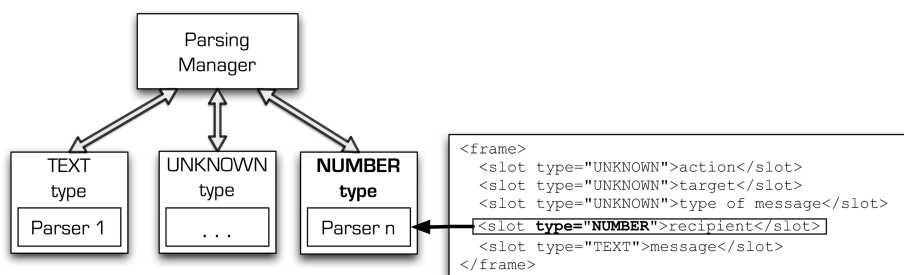 Parsing
Manager
TEXT
type
Parser 1
UNKNOWN
type
. . .
NUMBER
type
Parser n
<frame>
<slot type="UNKNOWN">action</slot>
<slot type="UNKNOWN">target</slot>
<slot type="UNKNOWN">type of message</slot>
<slot type="NUMBER">recipient</slot>
<slot type="TEXT">message</slot>
</frame>